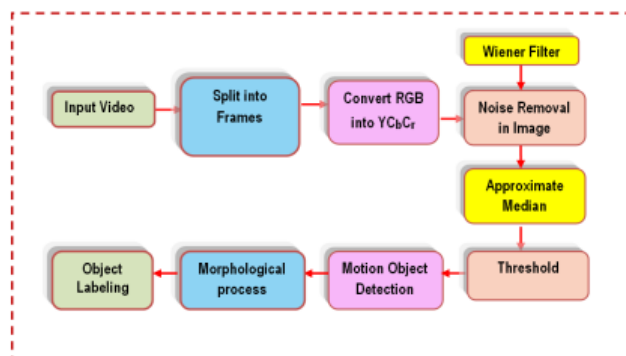 Wiener Filter
Input Video
Split into
Frames
Convert RGB
into YCbCr
Noise Removal
in Image
Approximate
Median
Threshold
Motion Object
Detection
Morphological
process
Object
Labeling